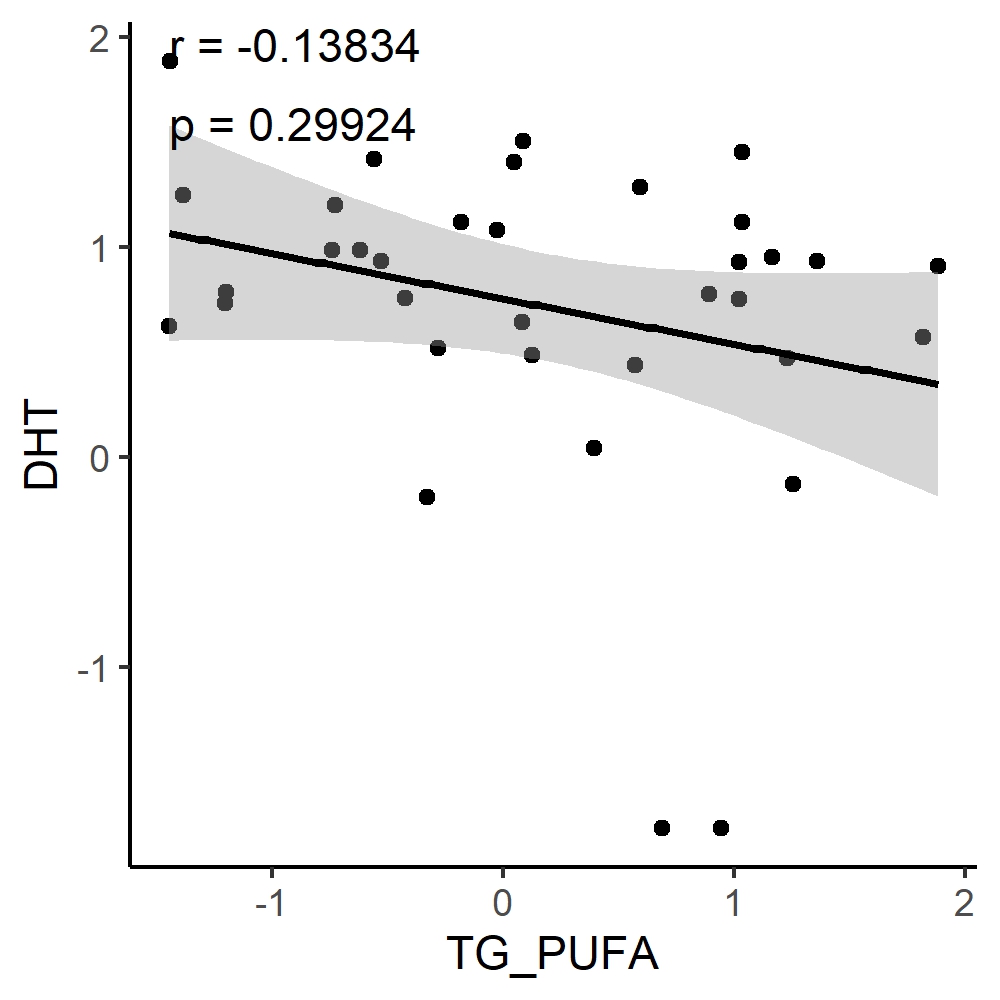 r = -0.13834
p = 0.29924
2
1
0
-1
DHT
-1 0 1 2
TG_PUFA